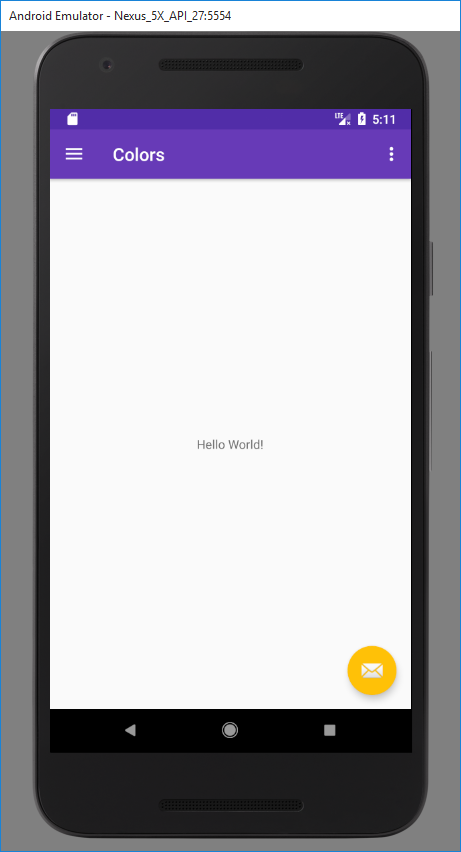 Android Emulator - Nexus_5X_API_27:5554
LTE 5:11
Colors
Hello World!